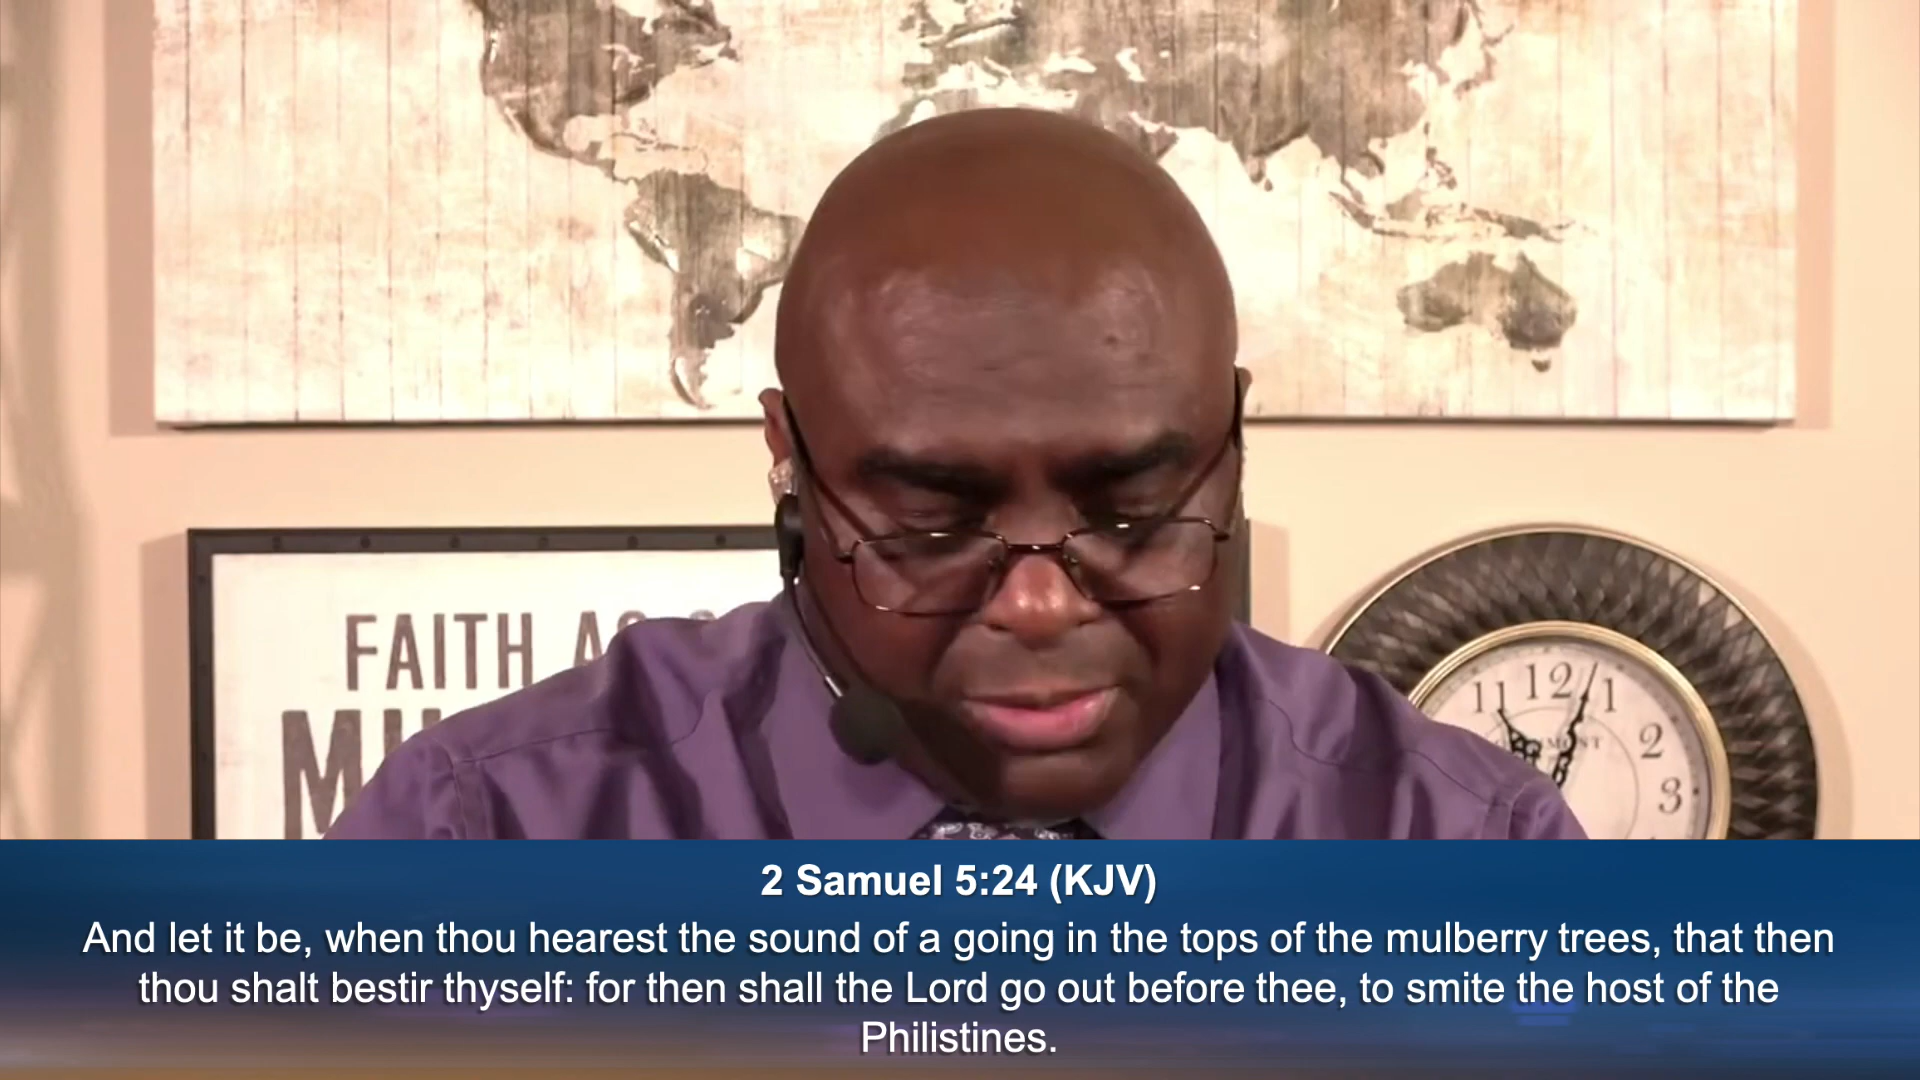 FAITH AS
12
11
1
2
3
2 Samuel 5:24 (KJV)
And let it be, when thou hearest the sound of a going in the tops of the mulberry trees, that then
thou shalt bestir thyself: for then shall the Lord go out before thee, to smite the host of the
Philistines.